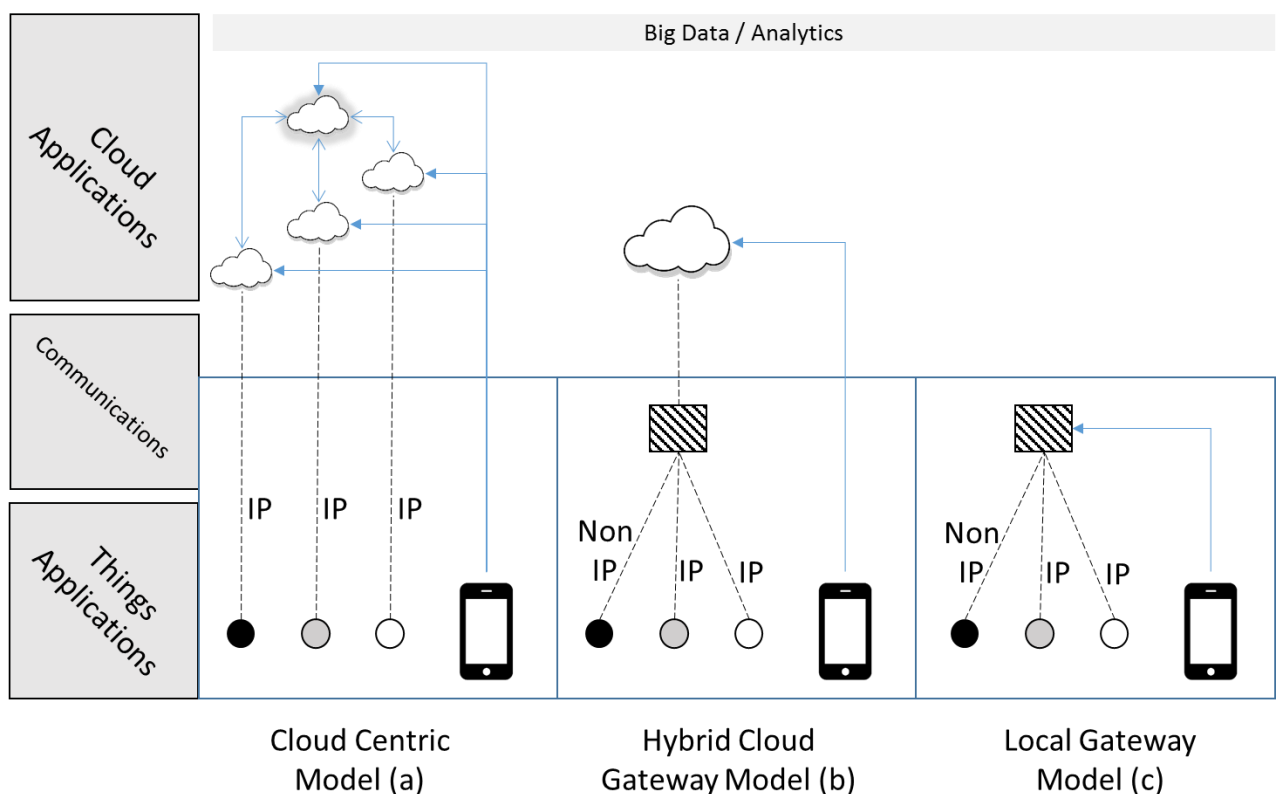 Big Data / Analytics
Cloud
Applications
Communications
Things
Applications
IP
IP
IP
Non
IP
IP
IP
Non
IP
IP
IP
Cloud Centric
Model (a)
Hybrid Cloud
Gateway Model (b)
Local Gateway
Model (c)